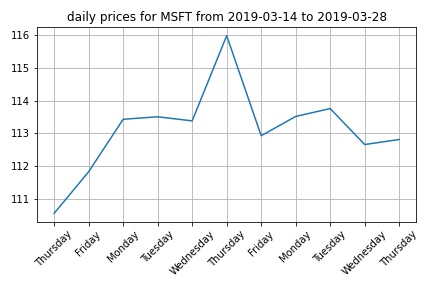 daily prices for MSFT from 2019-03-14 to 2019-03-28
116
115
114
113
112
111
Thursday
Friday
Monday
Tuesday
Wednesday
Thursday
Friday
Monday
Tuesday
Wednesday
Thursday